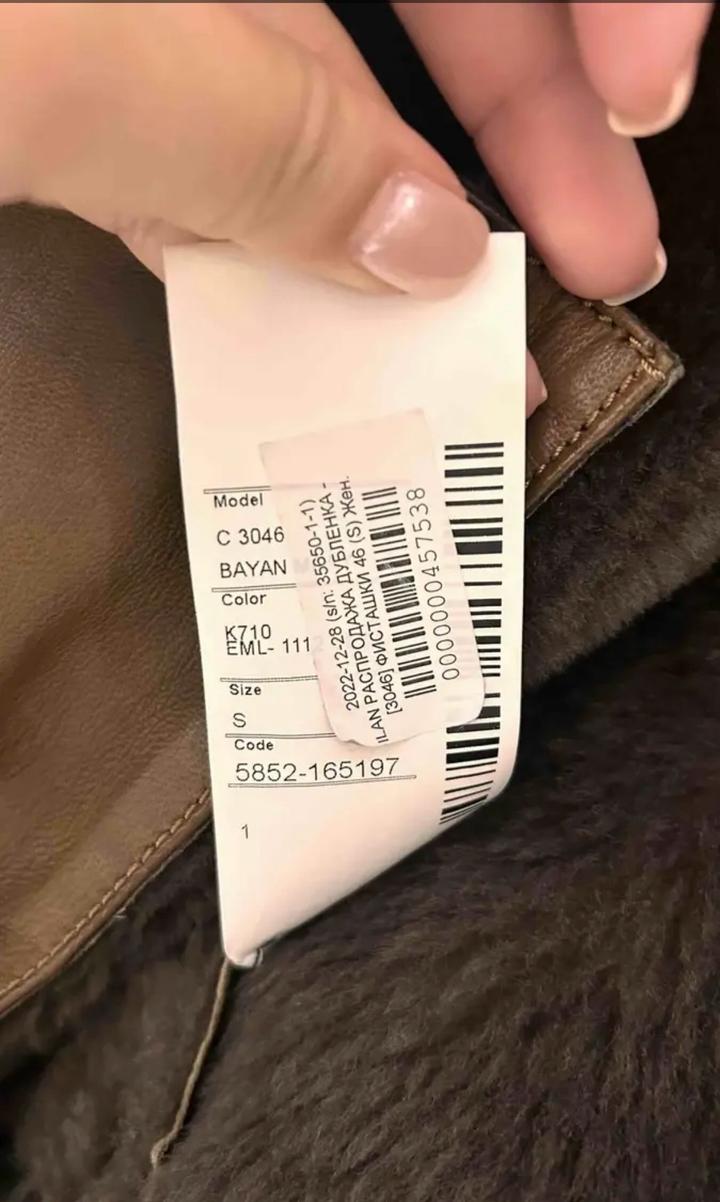 Model
C 3046
BAYAN
Color
K710
EML- 111
Size
S
Code
5852-165197
1
2022-12-28 (s/n: 35650-1-1)
ILAN РАСПРОДАЖА ДУБЛЕНКА -
[3046] ФИСТАШКИ 46 (S) Жен.
0000000457538